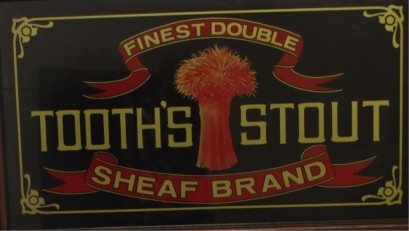 FINEST DOUBLE
TOOTH'S STOUT
SHEAF BRAND